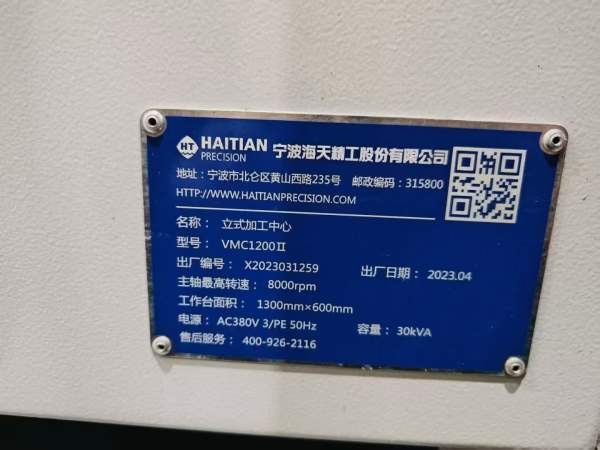 HT HAITIAN PRECISION 宁波海天精工股份有限公司
地址：宁波市北仑区黄山西路235号 邮政编码：315800
HTTP://WWW.HAITIANPRECISION.COM
名称： 立式加工中心
型号： VMC1200Ⅱ
出厂编号： X2023031259 出厂日期： 2023.04
主轴最高转速： 8000rpm
工作台面积： 1300mm×600mm
电源： AC380V 3/PE 50Hz 容量： 30kVA
售后服务： 400-926-2116